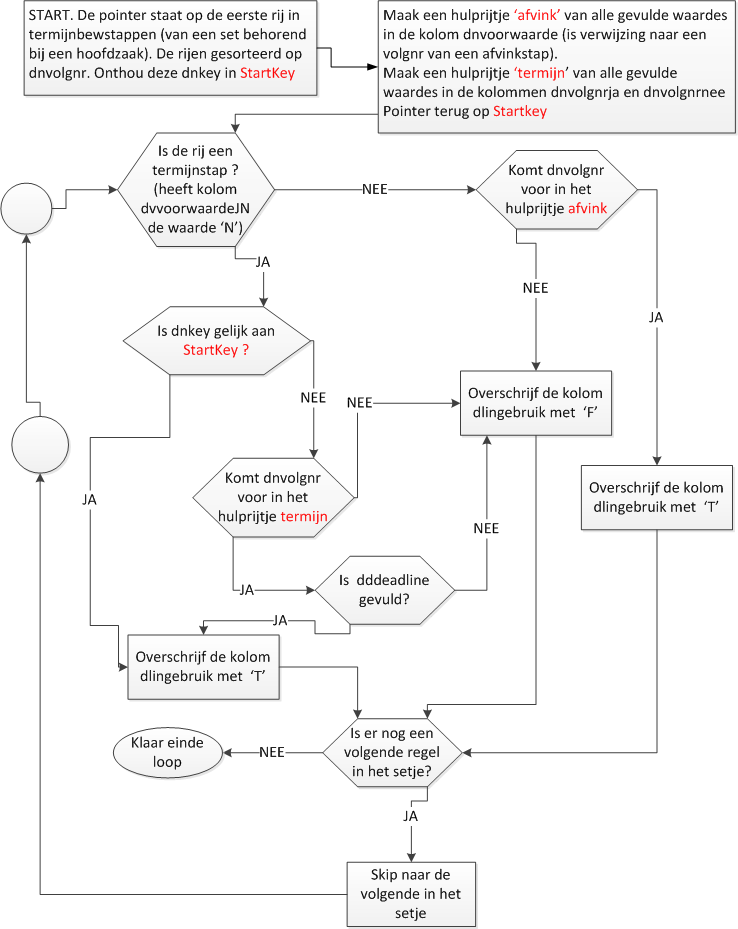 START. De pointer staat op de eerste rij in
termijnbewstappen (van een set behorend
bij een hoofdzaak). De rijen gesorteerd op
dnvolgnr. Onthou deze dnkey in StartKey
Maak een hulprijtje ‘afvink’ van alle gevulde waardes
in de kolom dnvoorwaarde (is verwijzing naar een
volgnr van een afvinkstap).
Maak een hulprijtje ‘termijn’ van alle gevulde
waardes in de kolommen dnvolgnrja en dnvolgnrnee
Pointer terug op Startkey
Is de rij een
termijnstap ?
(heeft kolom
dvvoorwaardeJN
de waarde ‘N’)
NEE
Komt dnvolgnr
voor in het
hulprijtje afvink
JA
NEE
JA
Is dnkey gelijk aan
StartKey ?
NEE
NEE
Overschrijf de kolom
dlingebruik met ‘F’
Komt dnvolgnr
voor in het
hulprijtje termijn
JA
Overschrijf de kolom
dlingebruik met ‘T’
NEE
JA
Is dddeadline
gevuld?
JA
Overschrijf de kolom
dlingebruik met ‘T’
Is er nog een
volgende regel
in het setje?
NEE
Klaar einde
loop
JA
Skip naar de
volgende in het
setje